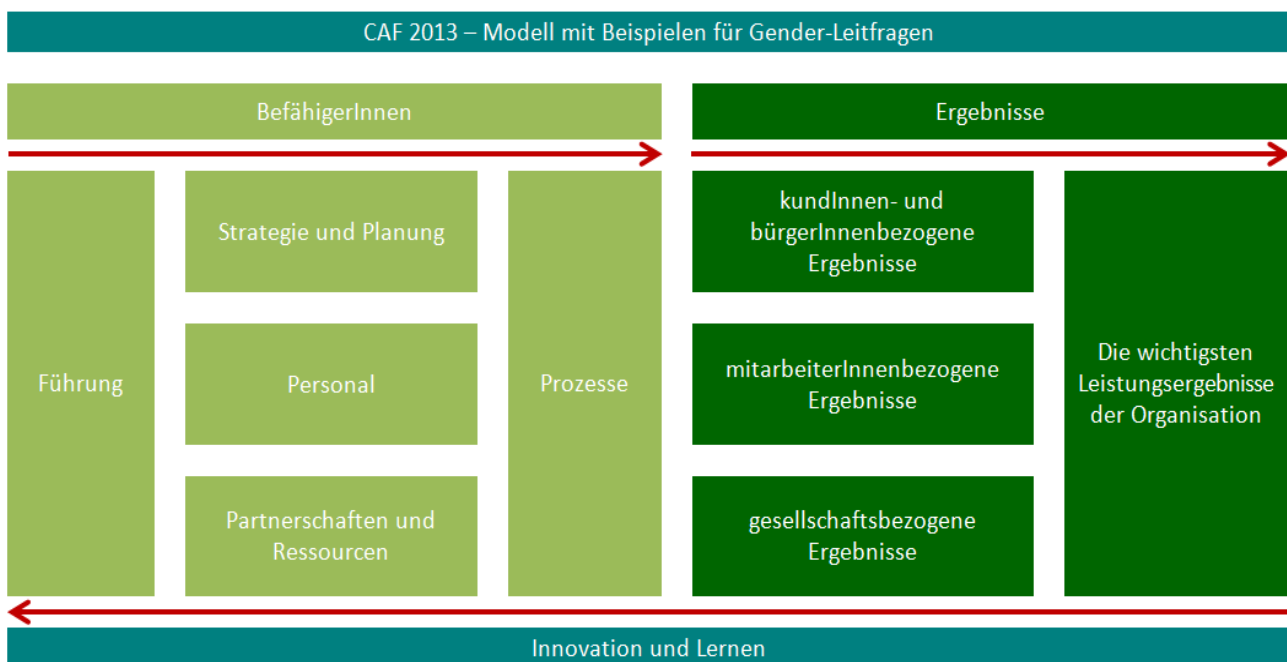 CAF 2013 – Modell mit Beispielen für Gender-Leitfragen
BefähigerInnen
Ergebnisse
Führung
Strategie und Planung
Personal
Partnerschaften und
Ressourcen
Prozesse
kundInnen- und
bürgerInnenbezogene
Ergebnisse
mitarbeiterInnenbezogene
Ergebnisse
gesellschaftsbezogene
Ergebnisse
Die wichtigsten
Leistungsergebnisse
der Organisation
Innovation und Lernen